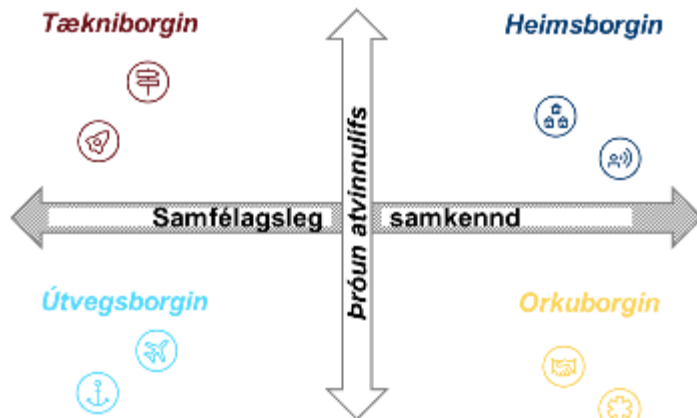 Tækniborgin
Heimsborgin
Þróun atvinnulífs
Samfélagsleg samkennd
Útvegsborgin
Orkuborgin